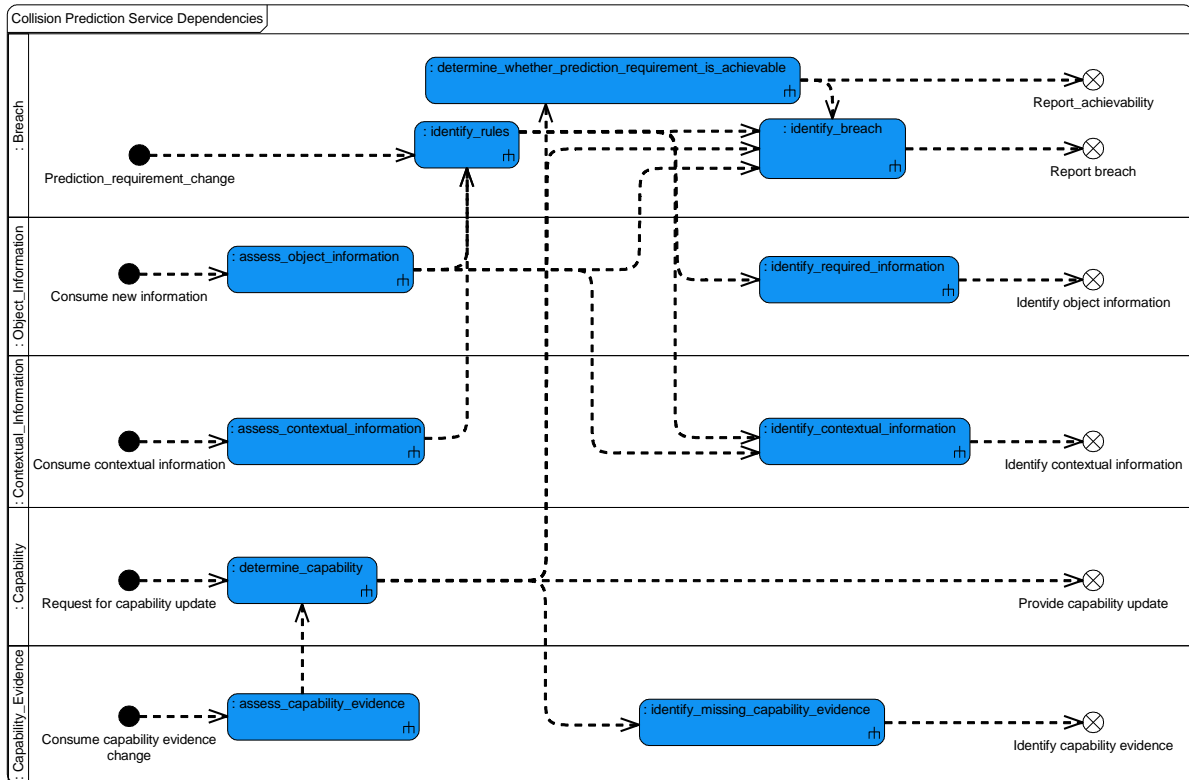 Collision Prediction Service Dependencies
: Breach
: determine_whether_prediction_requirement_is_achievable
Report_achievability
: identify_rules
: identify_breach
Prediction_requirement_change
Report breach
: Object_Information
: assess_object_information
: identify_required_information
Consume new information
Identify object information
: Contextual_Information
: assess_contextual_information
: identify_contextual_information
Consume contextual information
Identify contextual information
: Capability
: determine_capability
Request for capability update
Provide capability update
: Capability_Evidence
: assess_capability_evidence
: identify_missing_capability_evidence
Consume capability evidence
change
Identify capability evidence